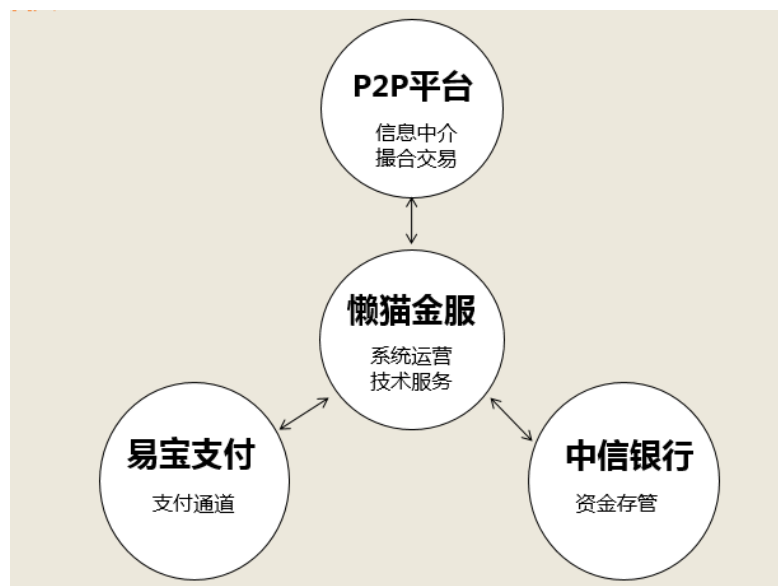 P2P平台
信息中介
撮合交易
懒猫金服
系统运营
技术服务
易宝支付
支付通道
中信银行
资金存管